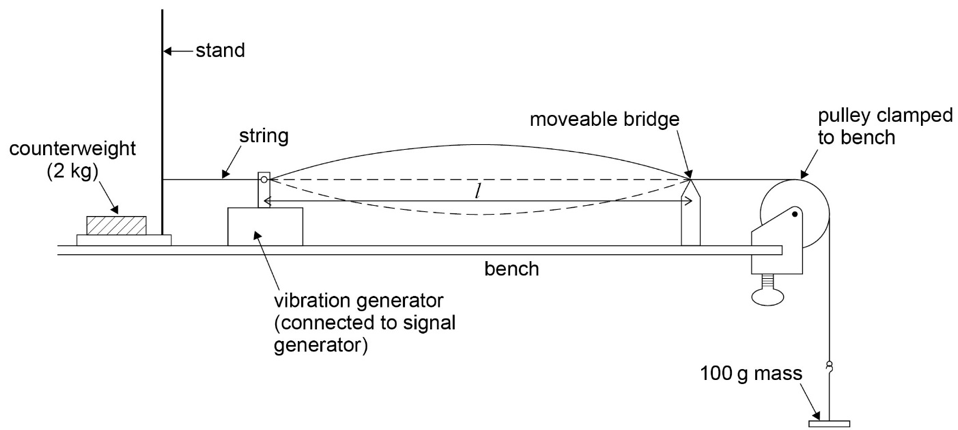 stand
counterweight
(2 kg)
string
moveable bridge
pulley clamped
to bench
l
bench
vibration generator
(connected to signal
generator)
100 g mass